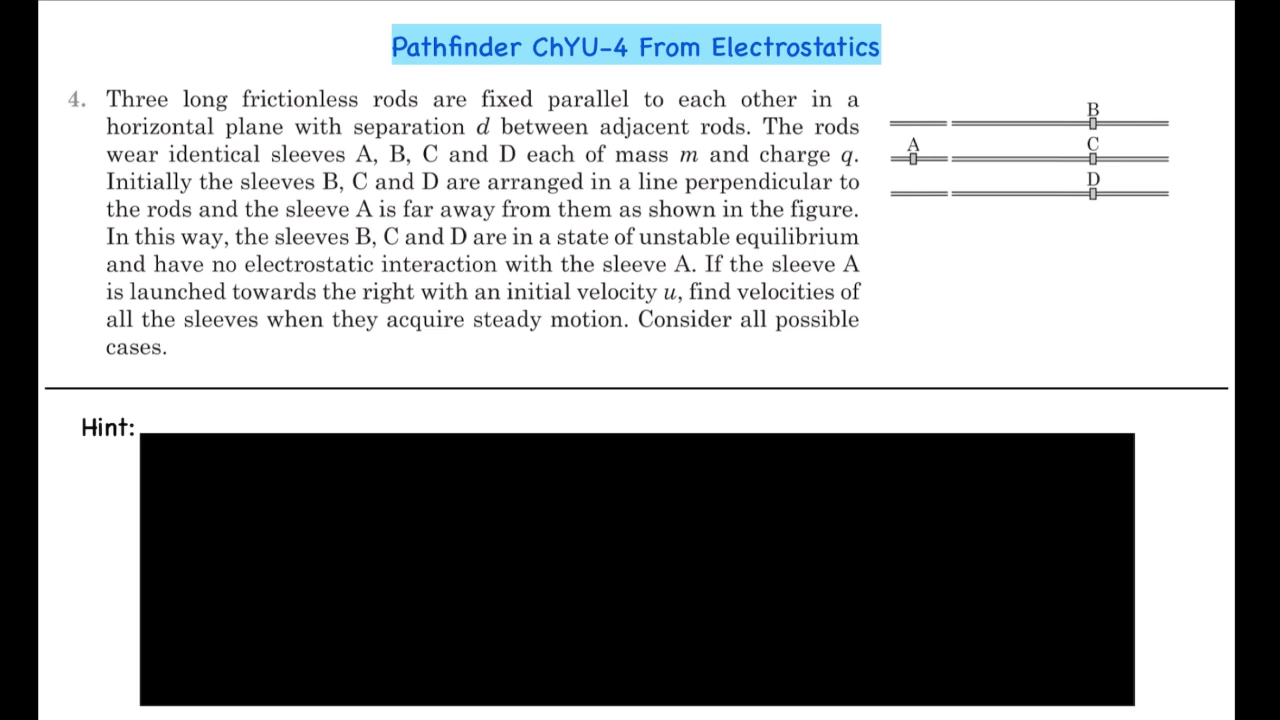 Pathfinder ChYU-4 From Electrostatics
4. Three long frictionless rods are fixed parallel to each other in a
horizontal plane with separation d between adjacent rods. The rods
wear identical sleeves A, B, C and D each of mass m and charge q.
Initially the sleeves B, C and D are arranged in a line perpendicular to
the rods and the sleeve A is far away from them as shown in the figure.
In this way, the sleeves B, C and D are in a state of unstable equilibrium
and have no electrostatic interaction with the sleeve A. If the sleeve A
is launched towards the right with an initial velocity u, find velocities of
all the sleeves when they acquire steady motion. Consider all possible
cases.
B
A
C
D
Hint: